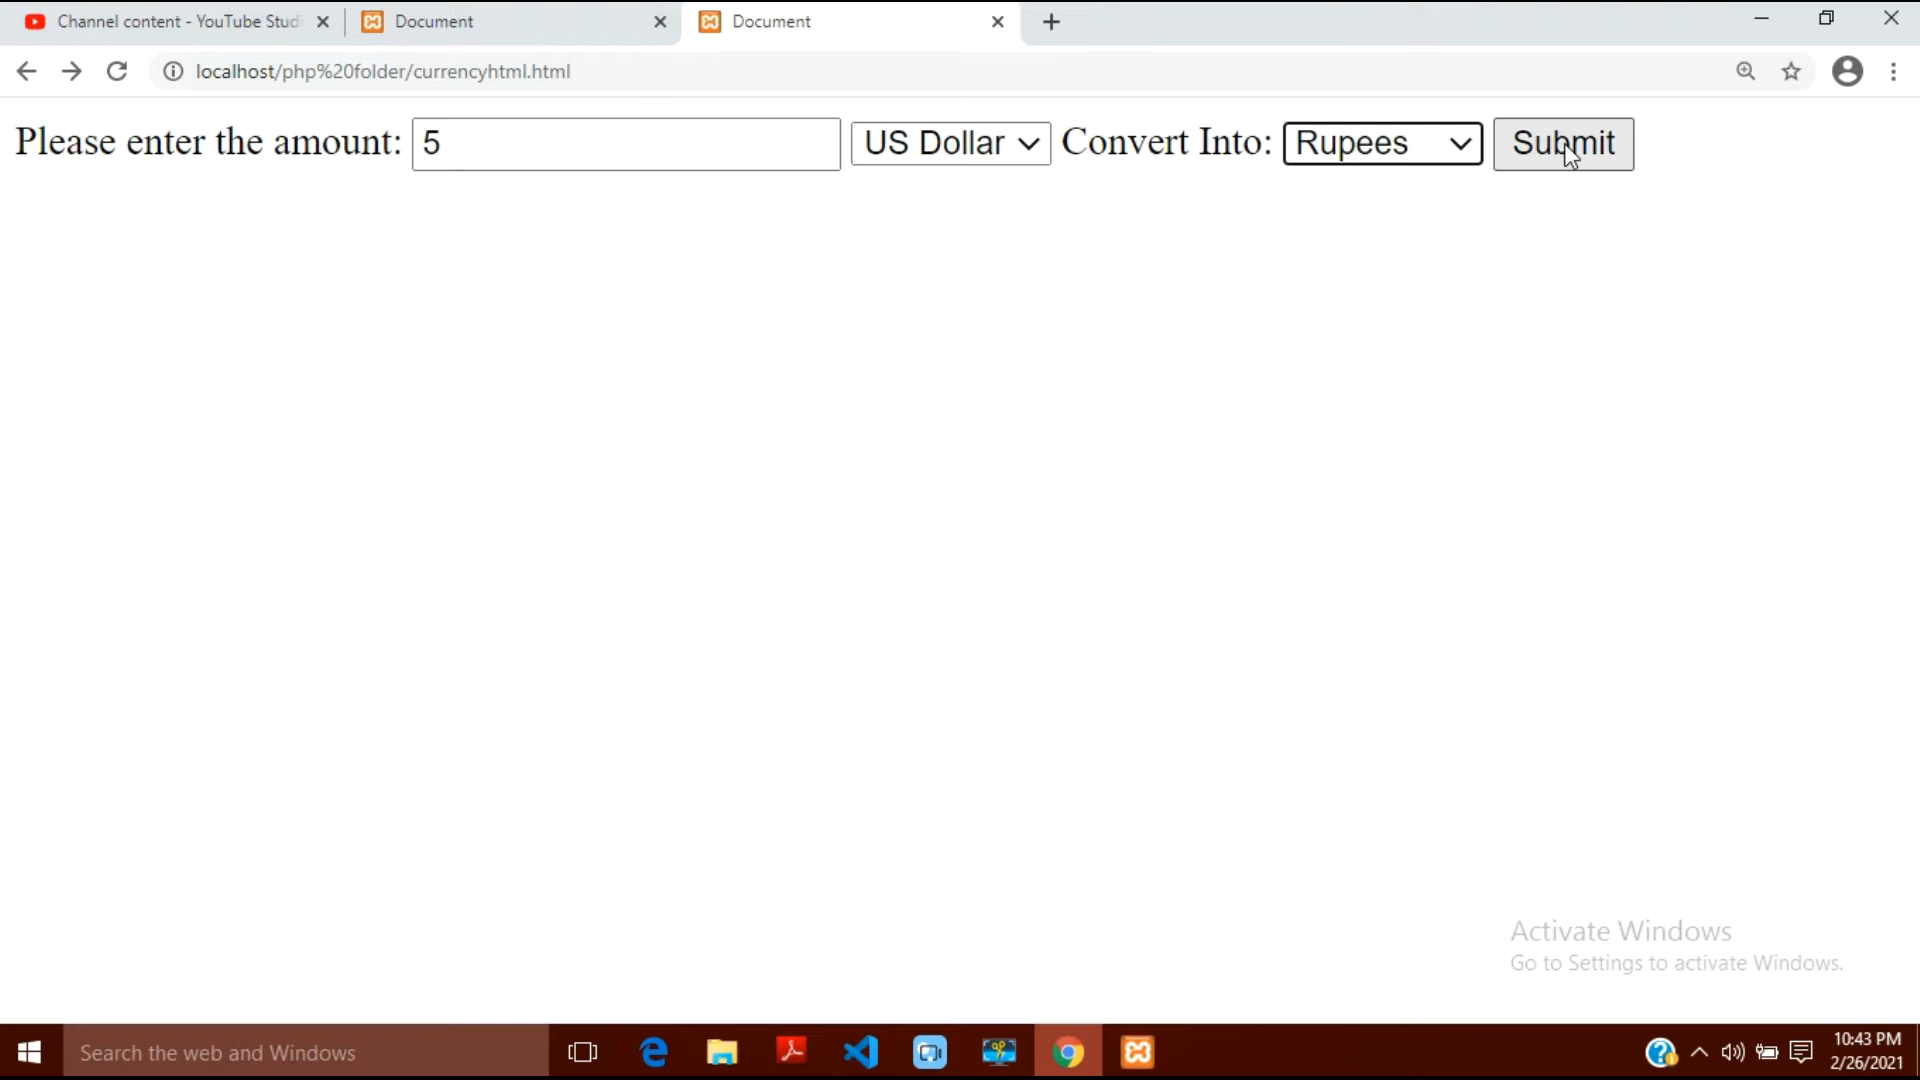 Channel content - YouTube Studi
Document
Document
localhost/php%20folder/currencyhtml.html
Please enter the amount: 5 US Dollar Convert Into: Rupees Submit
Activate Windows
Go to Settings to activate Windows.
Search the web and Windows
10:43 PM
2/26/2021